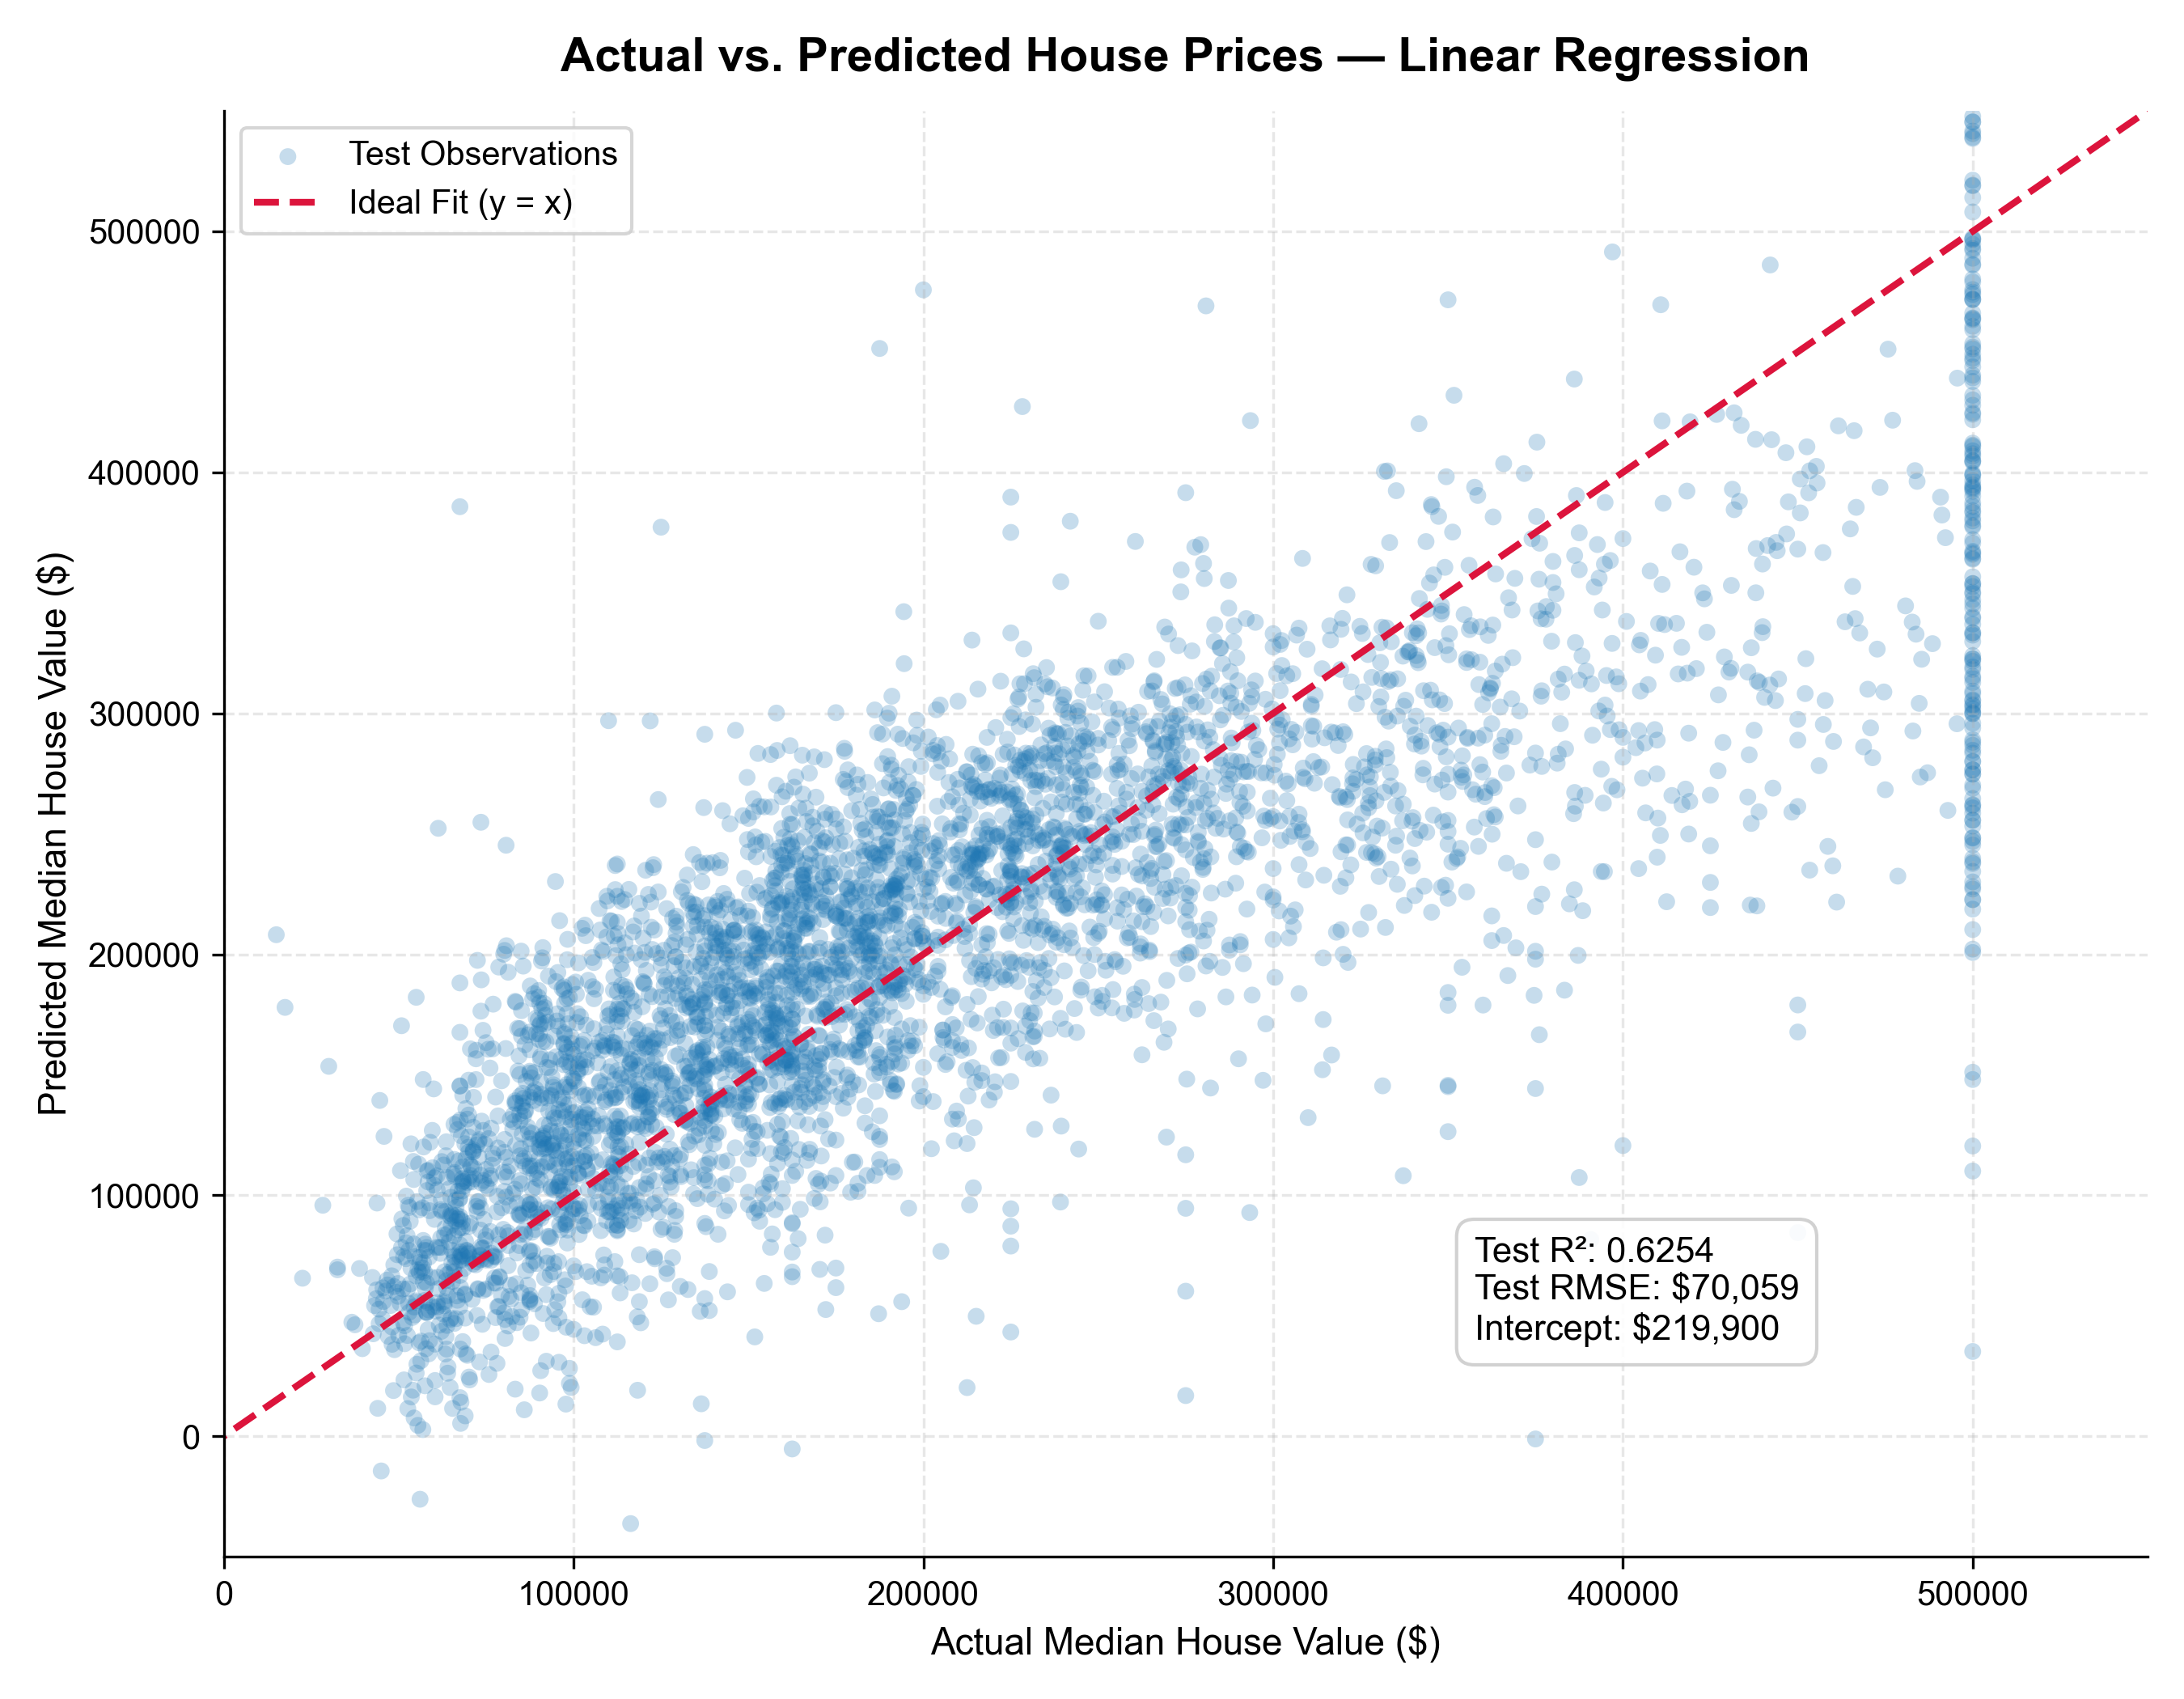 Actual vs. Predicted House Prices — Linear Regression
Test Observations
Ideal Fit (y = x)
500000
400000
300000
200000
100000
0
Predicted Median House Value ($)
Test R²: 0.6254
Test RMSE: $70,059
Intercept: $219,900
0 100000 200000 300000 400000 500000
Actual Median House Value ($)